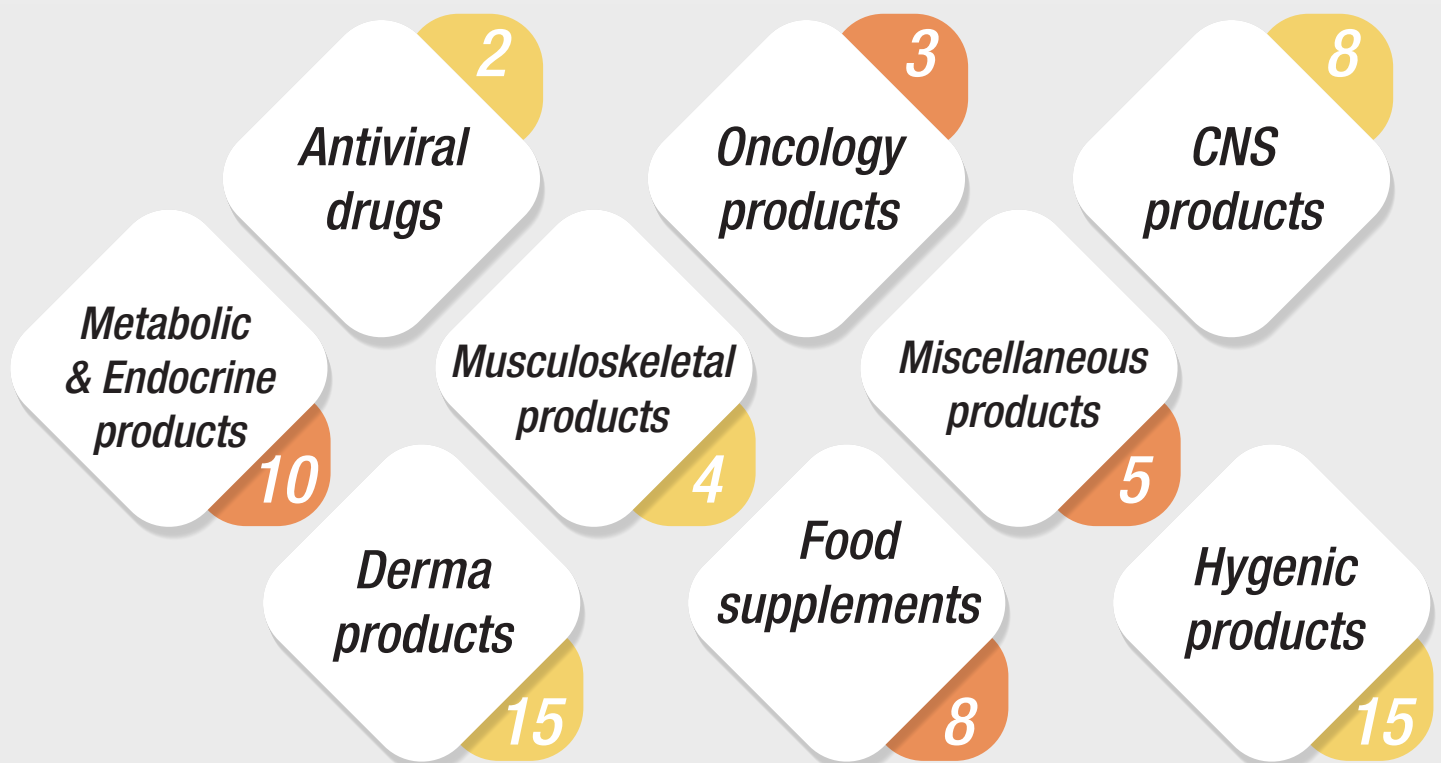 2
Antiviral
drugs
3
Oncology
products
8
CNS
products
Metabolic
& Endocrine
products
10
Musculoskeletal
products
4
Miscellaneous
products
5
Derma
products
15
Food
supplements
8
Hygenic
products
15